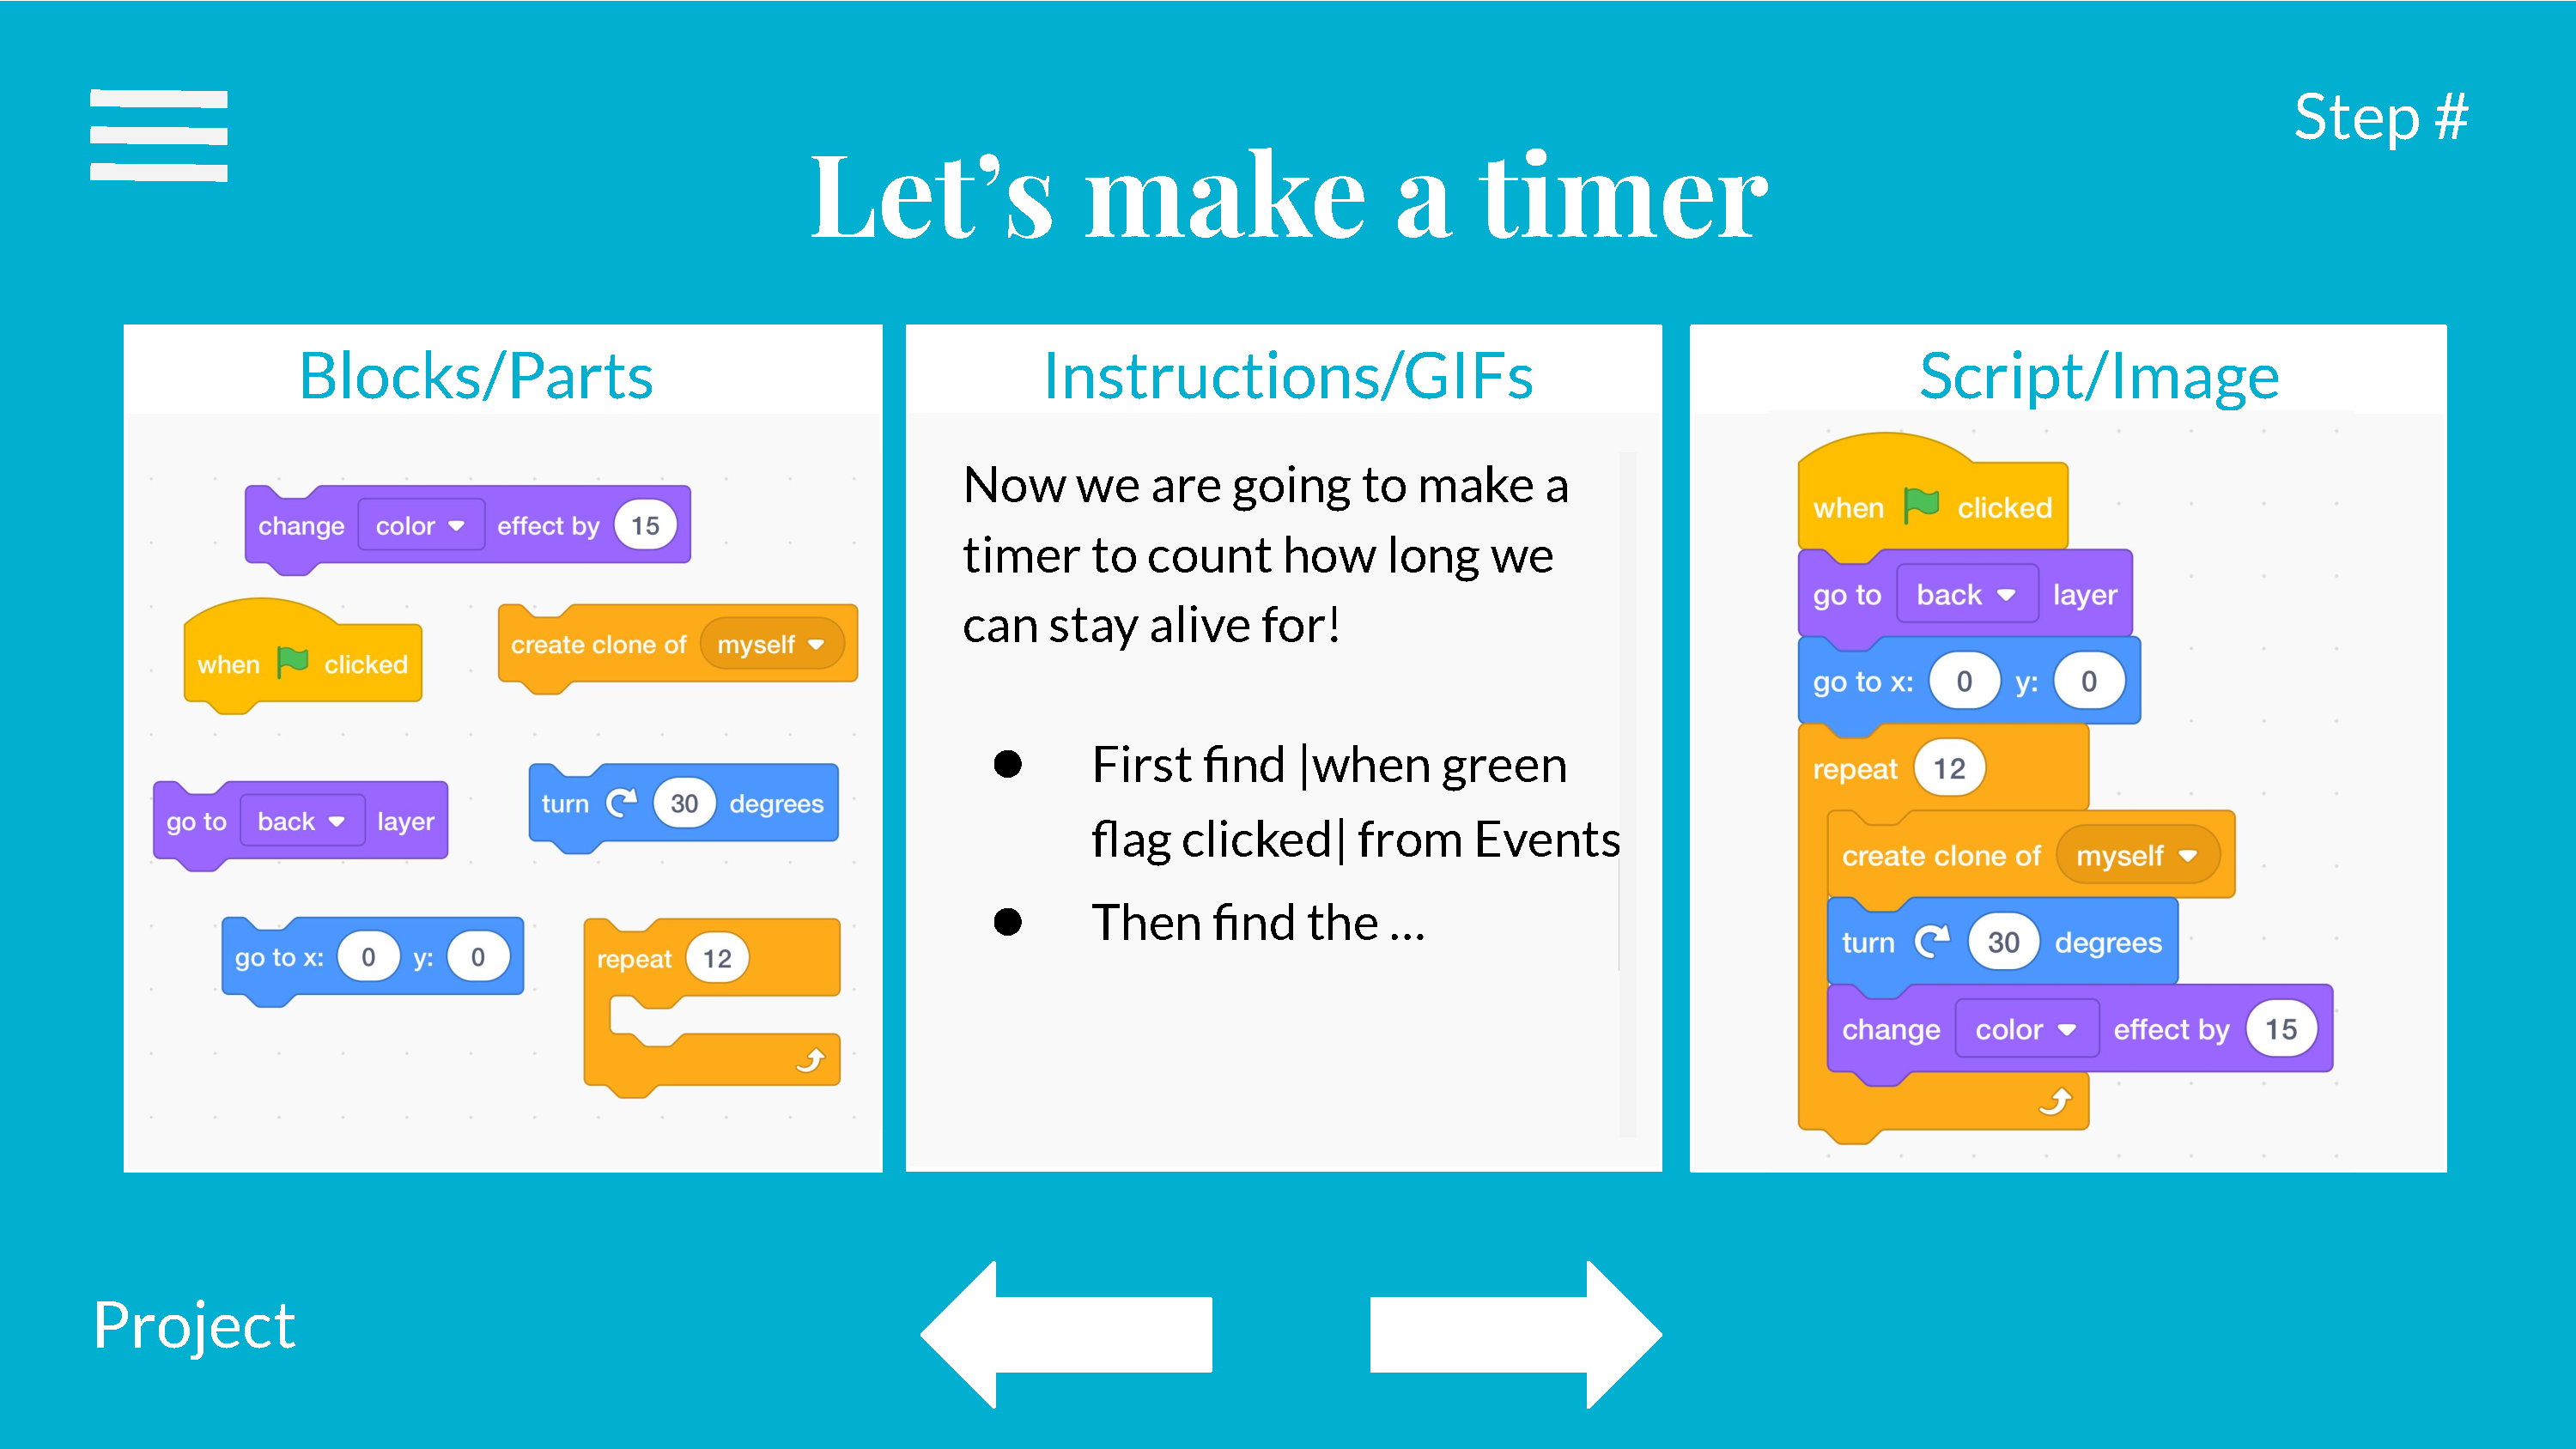 Step #
Let’s make a timer
Blocks/Parts
change color effect by 15
when clicked
create clone of myself
go to back layer
turn 30 degrees
go to x: 0 y: 0
repeat 12
Instructions/GIFs
Now we are going to make a
timer to count how long we
can stay alive for!
● First find |when green
flag clicked| from Events
● Then find the ...
Script/Image
when clicked
go to back layer
go to x: 0 y: 0
repeat 12
create clone of myself
turn 30 degrees
change color effect by 15
Project